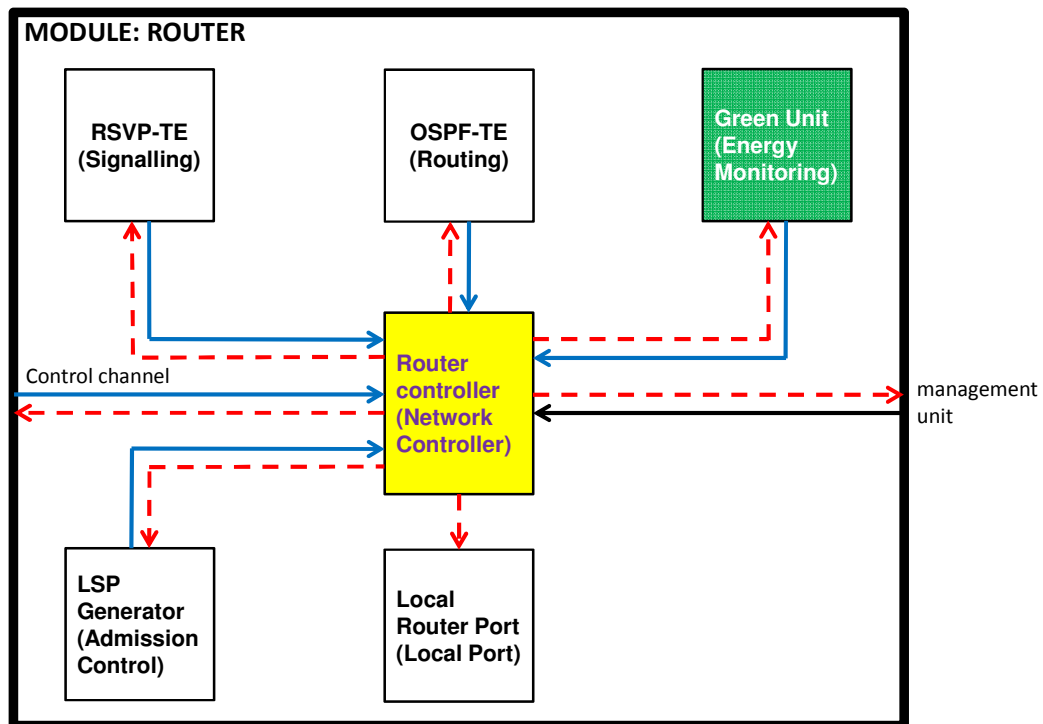 MODULE: ROUTER
RSVP-TE
(Signalling)
OSPF-TE
(Routing)
Green Unit
(Energy
Monitoring)
Router
controller
(Network
Controller)
Control channel
management
unit
LSP
Generator
(Admission
Control)
Local
Router Port
(Local Port)